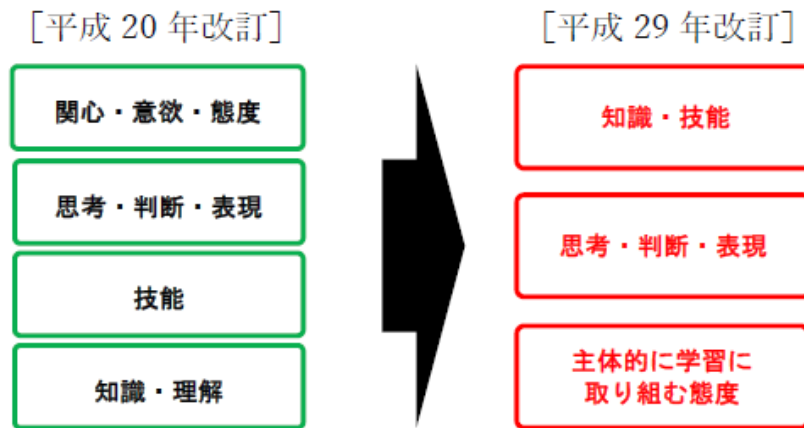 [平成 20 年改訂]
関心・意欲・態度
思考・判断・表現
技能
知識・理解
[平成 29 年改訂]
知識・技能
思考・判断・表現
主体的に学習に
取り組む態度